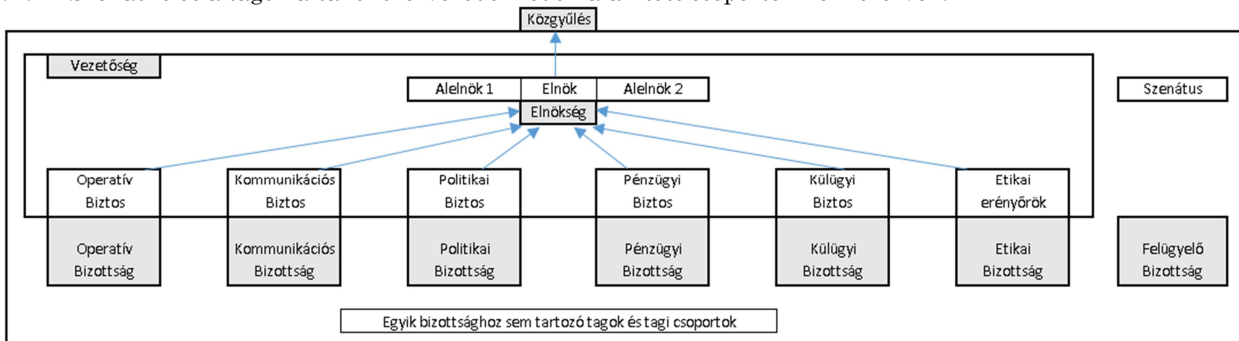 Közgyűlés
Vezetőség
Alelnök 1
Elnök
Alelnök 2
Szenátus
Elnökség
Operatív
Biztos
Kommunikációs
Biztos
Politikai
Biztos
Pénzügyi
Biztos
Külügyi
Biztos
Etikai
erényőrök
Operatív
Bizottság
Kommunikációs
Bizottság
Politikai
Bizottság
Pénzügyi
Bizottság
Külügyi
Bizottság
Etikai
Bizottság
Felügyelő
Bizottság
Egyik bizottsághoz sem tartozó tagok és tagi csoportok